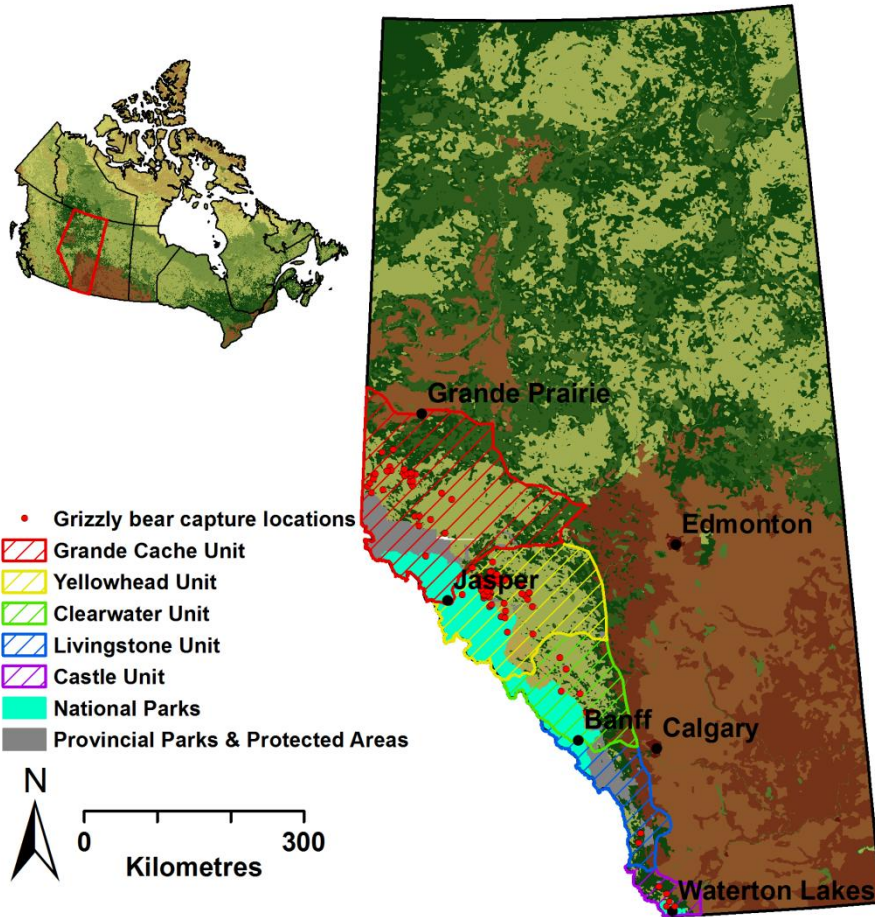 Grande Prairie
Edmonton
Jasper
Banff
Calgary
Waterton Lakes
Grizzly bear capture locations
Grande Cache Unit
Yellowhead Unit
Clearwater Unit
Livingstone Unit
Castle Unit
National Parks
Provincial Parks & Protected Areas
N
0 300
Kilometres